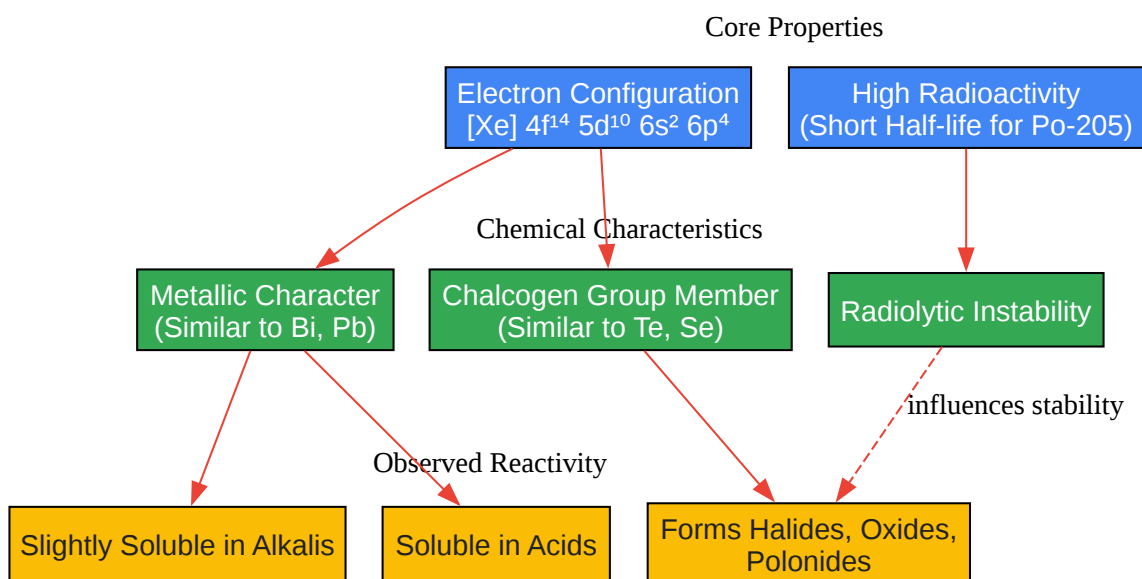 Core Properties
Electron Configuration
[Xe] 4f¹⁴ 5d¹⁰ 6s² 6p⁴
High Radioactivity
(Short Half-life for Po-205)
Chemical Characteristics
Metallic Character
(Similar to Bi, Pb)
Chalcogen Group Member
(Similar to Te, Se)
Radiolytic Instability
influences stability
Observed Reactivity
Slightly Soluble in Alkalis
Soluble in Acids
Forms Halides, Oxides,
Polonides